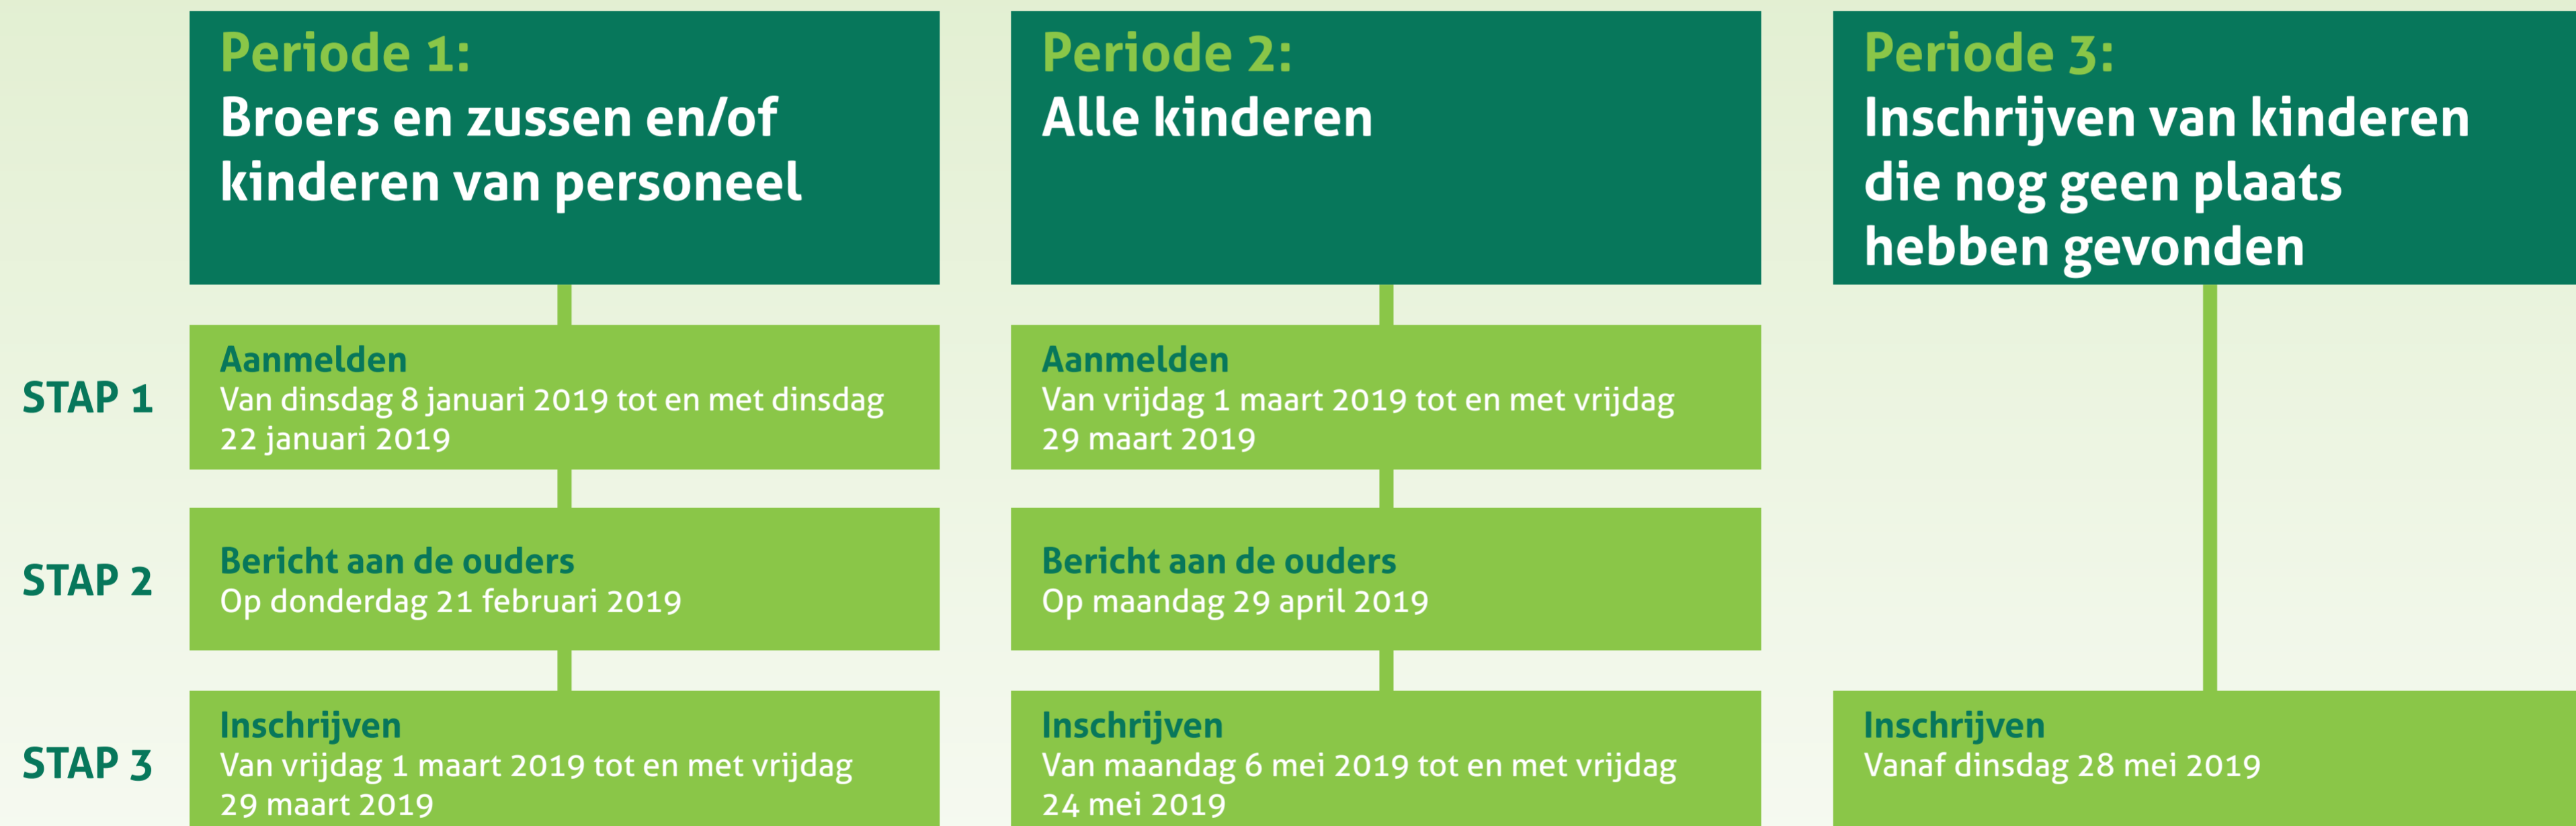 Periode 1:
Broers en zussen en/of
kinderen van personeel
Periode 2:
Alle kinderen
Periode 3:
Inschrijven van kinderen
die nog geen plaats
hebben gevonden
STAP 1
Aanmelden
Van dinsdag 8 januari 2019 tot en met dinsdag
22 januari 2019
Aanmelden
Van vrijdag 1 maart 2019 tot en met vrijdag
29 maart 2019
STAP 2
Bericht aan de ouders
Op donderdag 21 februari 2019
Bericht aan de ouders
Op maandag 29 april 2019
STAP 3
Inschrijven
Van vrijdag 1 maart 2019 tot en met vrijdag
29 maart 2019
Inschrijven
Van maandag 6 mei 2019 tot en met vrijdag
24 mei 2019
Inschrijven
Vanaf dinsdag 28 mei 2019